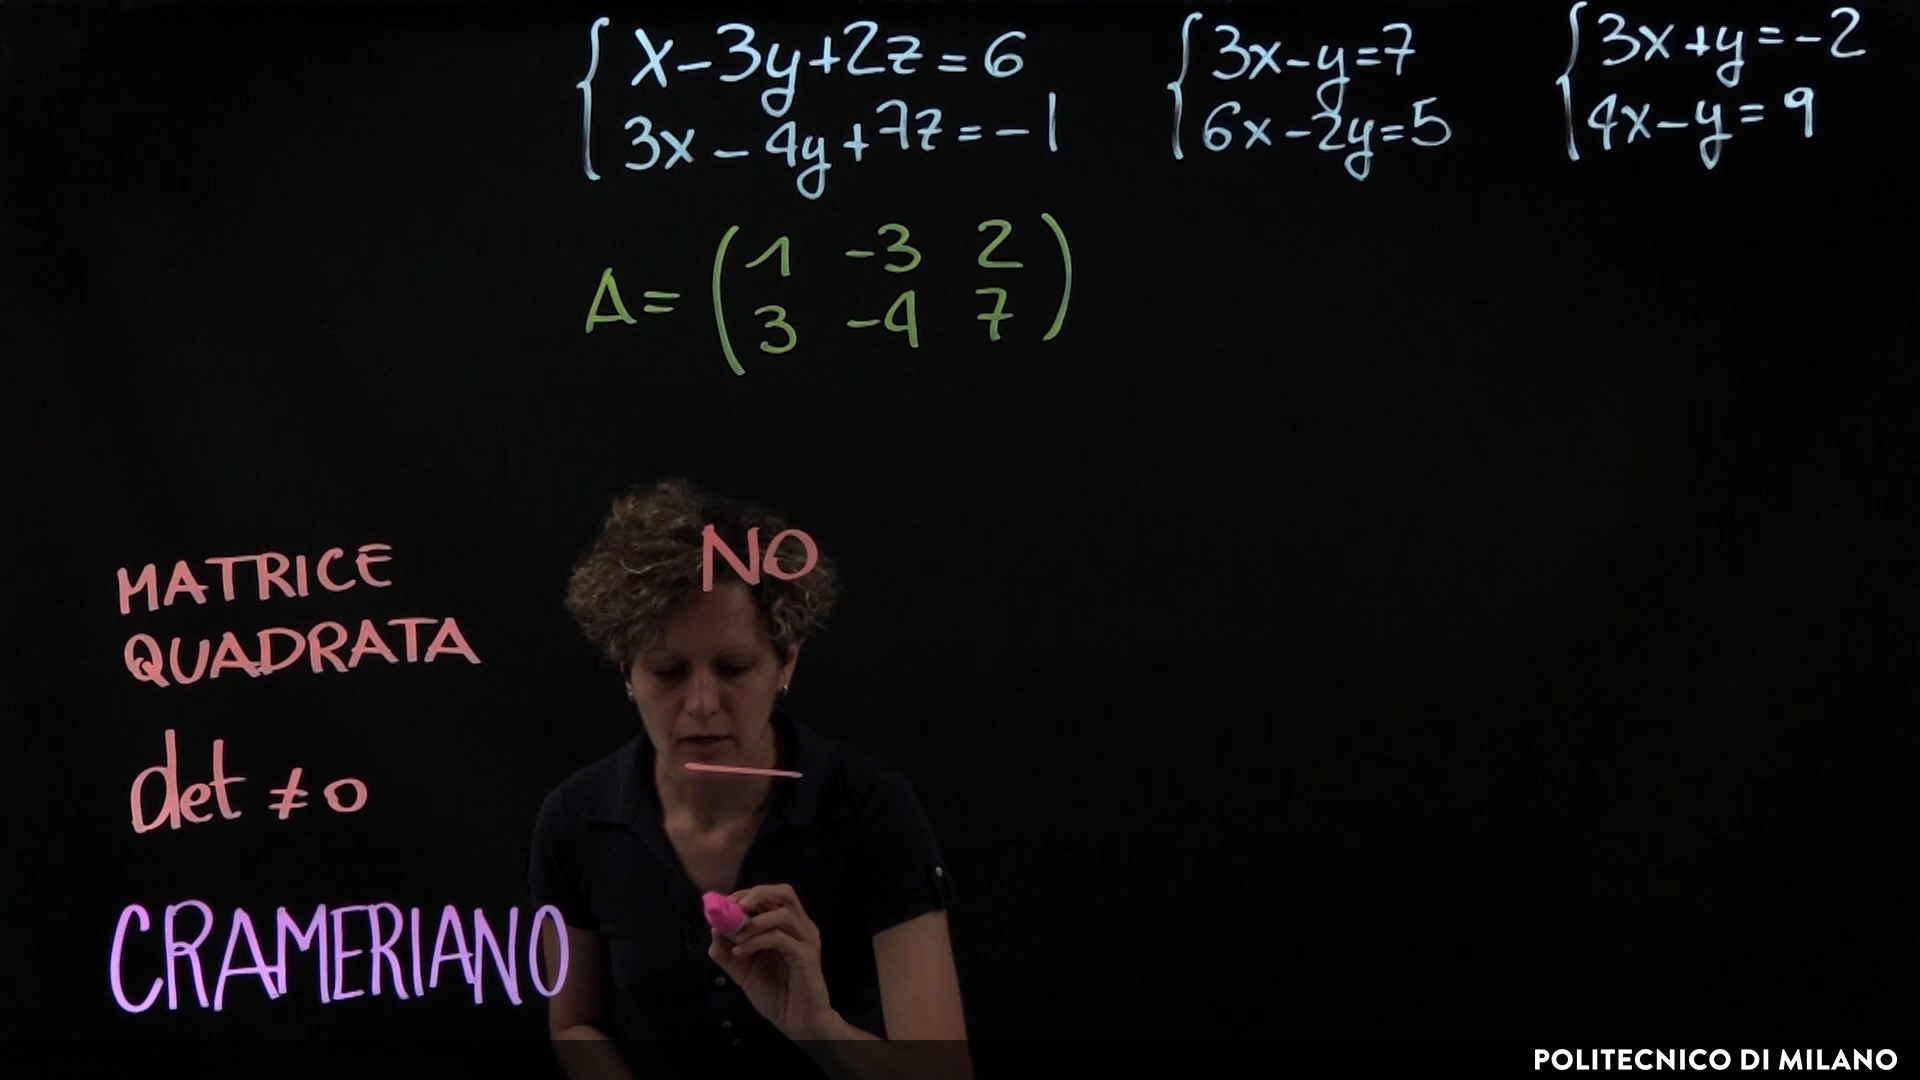 x-3y+2z=6
3x-4y+7z=-1
3x-y=7
6x-2y=5
3x+y=-2
4x-y=9
A= ( 1 -3 2
3 -4 7 )
MATRICE
QUADRATA
NO
det ≠0
—
CRAMERIANO
POLITECNICO DI MILANO